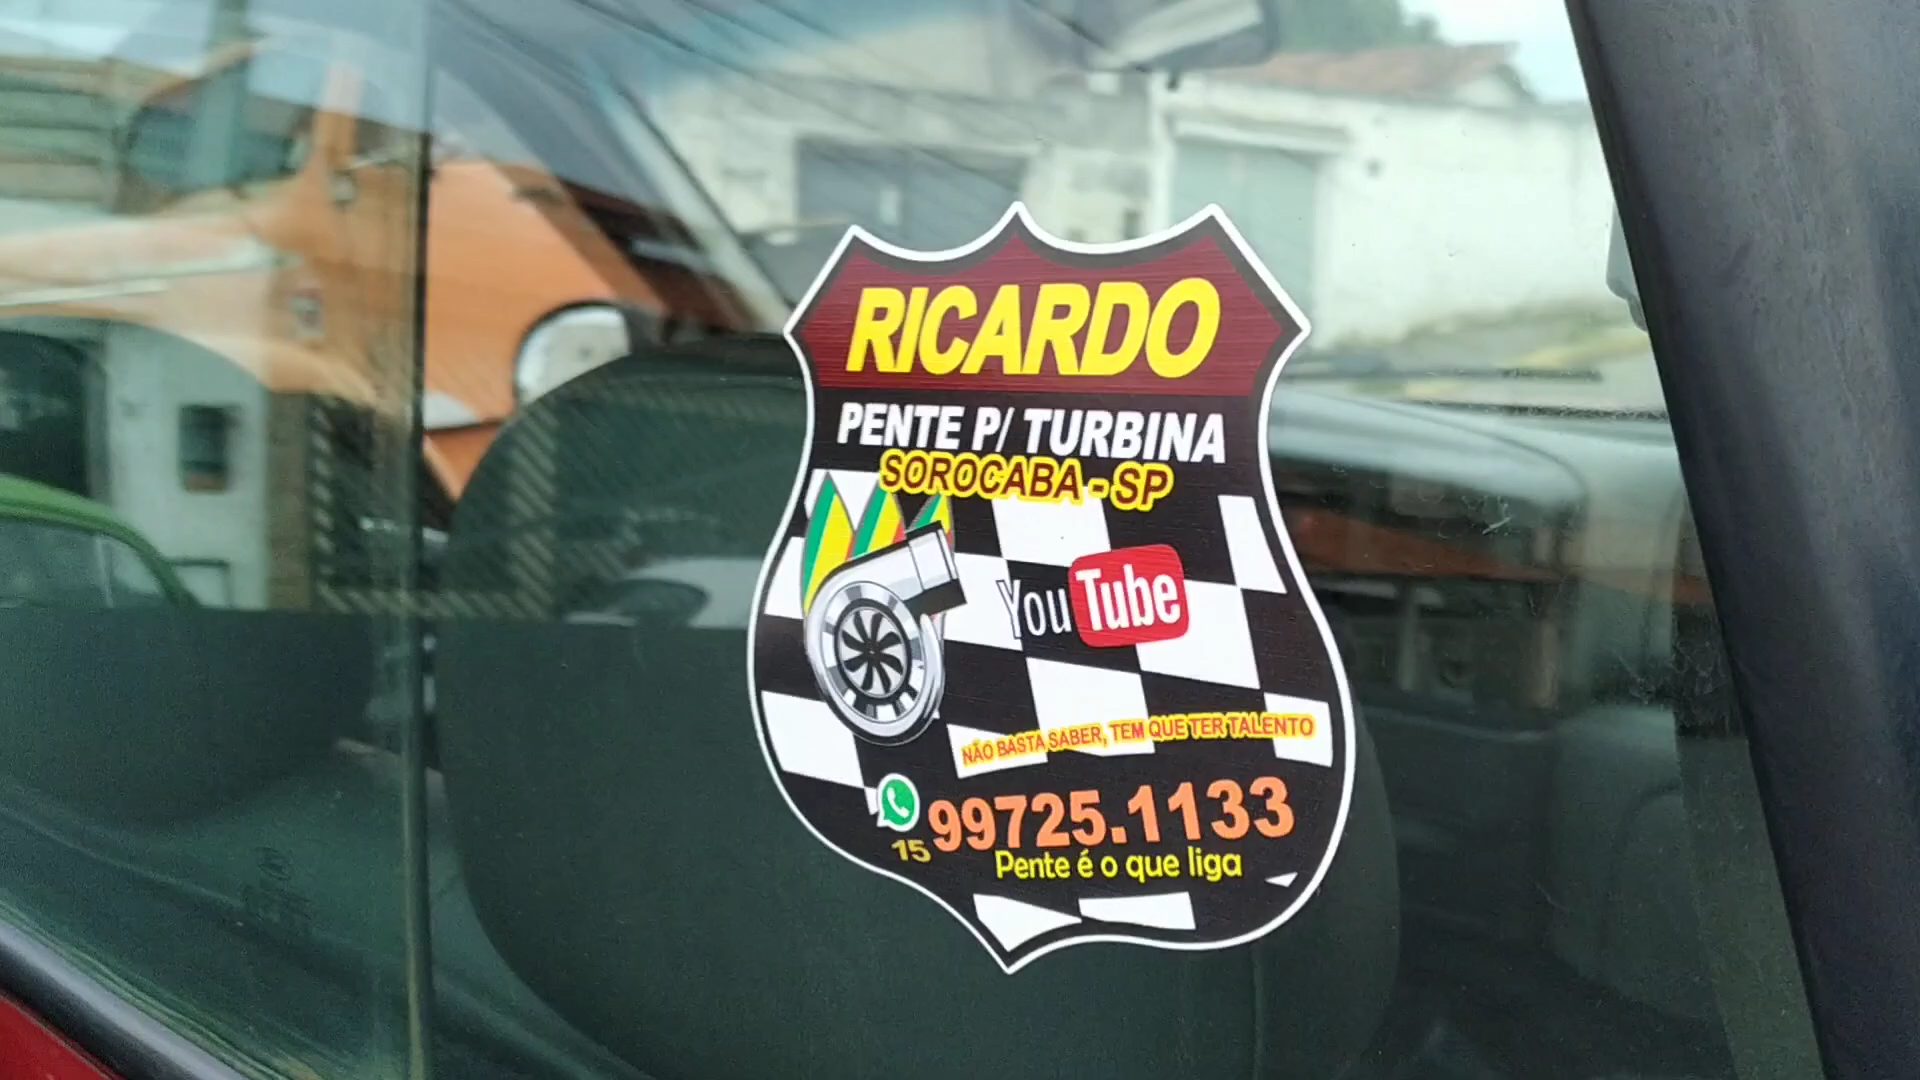 RICARDO
PENTE P/ TURBINA
SOROCABA - SP
YouTube
NÃO BASTA SABER, TEM QUE TER TALENTO
99725.1133
15
Pente é o que liga